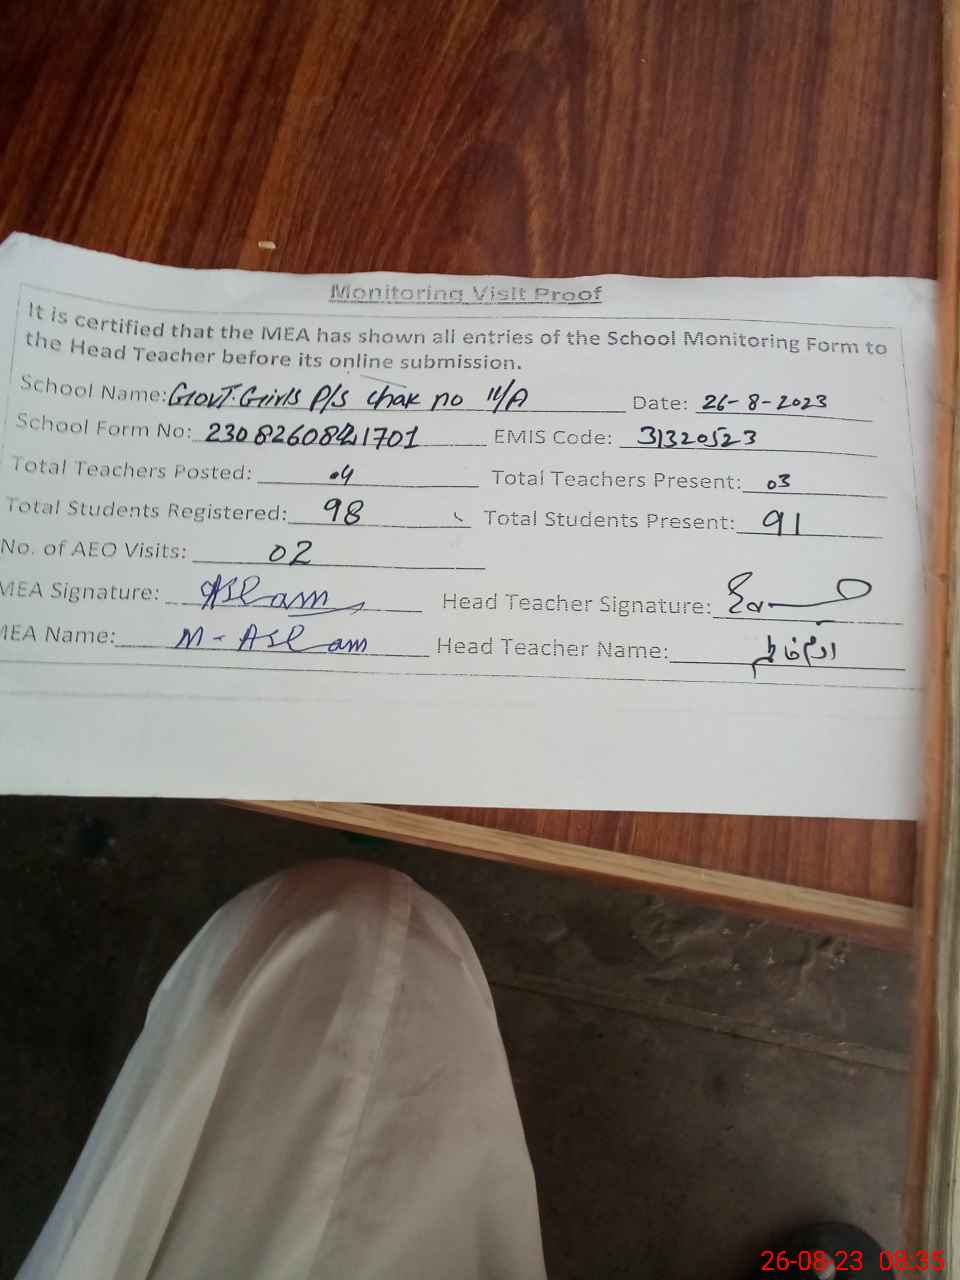 Monitoring Visit Proof
It is certified that the MEA has shown all entries of the School Monitoring Form to
the Head Teacher before its online submission.
School Name: Govt. Girls P/S chak no 11/A Date: 26-8-2023
School Form No: EMIS Code: 31320523
Total Teachers Posted: 04 Total Teachers Present: 03
Total Students Registered: 98 Total Students Present: 91
No. of AEO Visits: 02
MEA Signature: Aslam Head Teacher Signature:
MEA Name: M-Aslam Head Teacher Name:
26-08-23 08:35